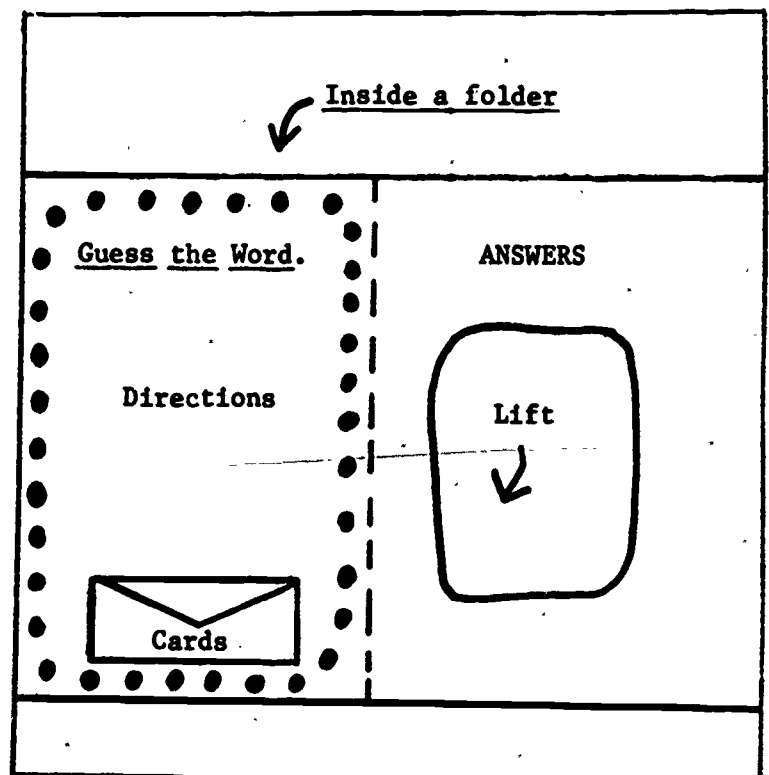 Inside a folder
Guess the Word.
Directions
Cards
ANSWERS
Lift